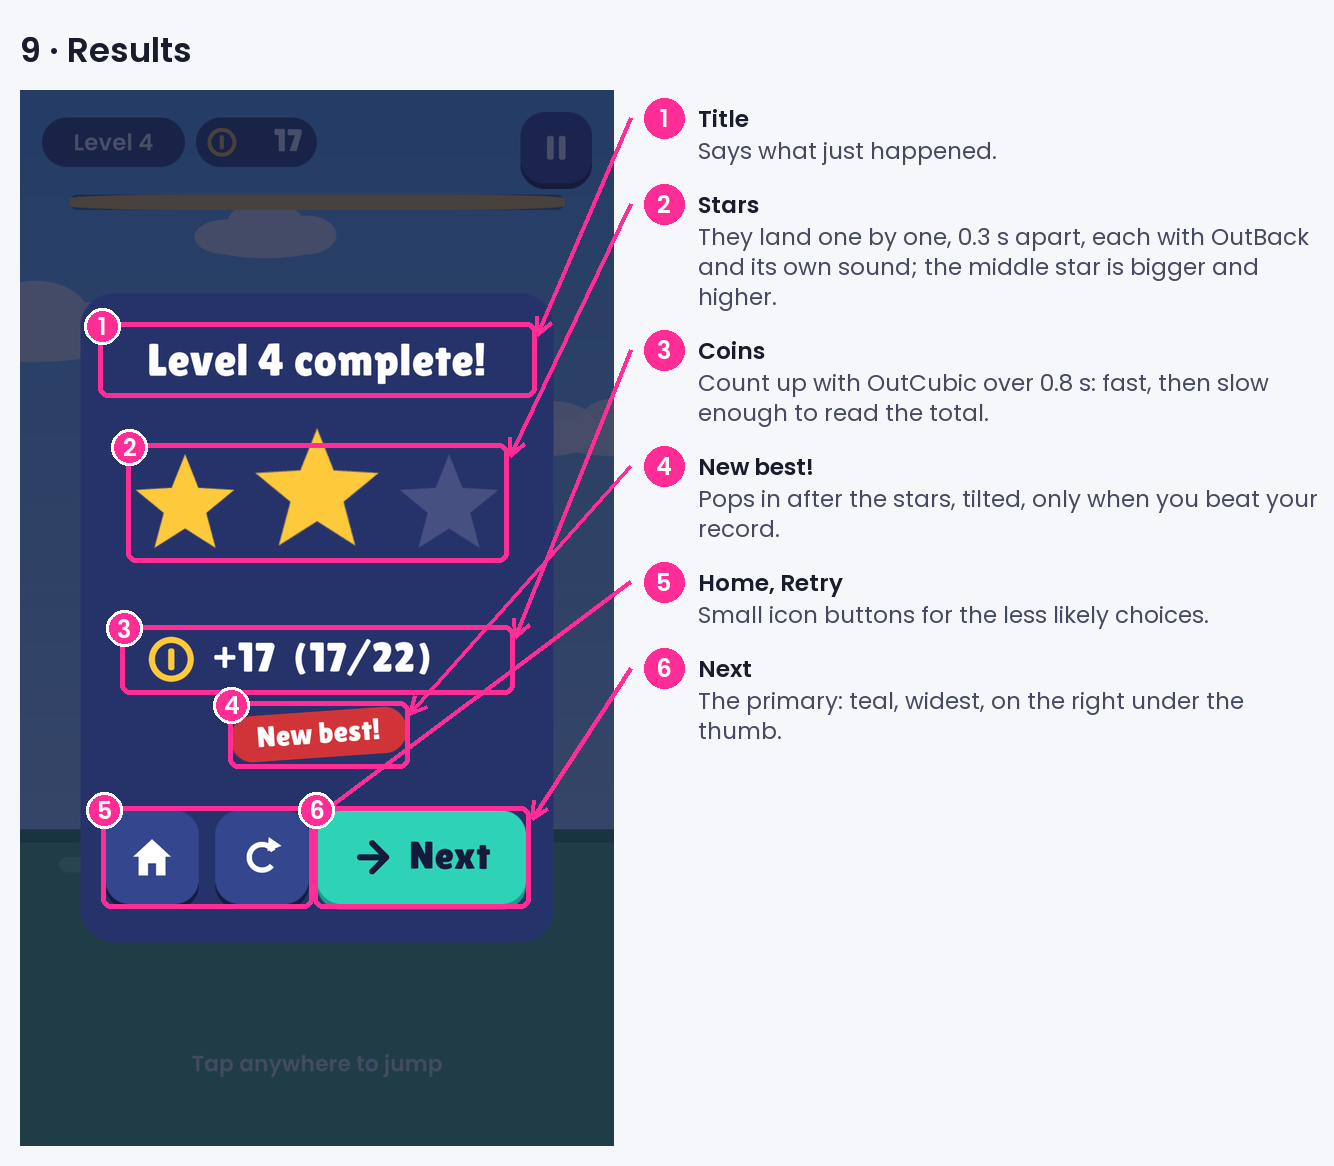 9 · Results
Level 4
17
1
Level 4 complete!
2
3
+17 (17/22)
4
New best!
5
6
Next
Tap anywhere to jump
1 Title
Says what just happened.
2 Stars
They land one by one, 0.3 s apart, each with OutBack
and its own sound; the middle star is bigger and
higher.
3 Coins
Count up with OutCubic over 0.8 s: fast, then slow
enough to read the total.
4 New best!
Pops in after the stars, tilted, only when you beat your
record.
5 Home, Retry
Small icon buttons for the less likely choices.
6 Next
The primary: teal, widest, on the right under the
thumb.